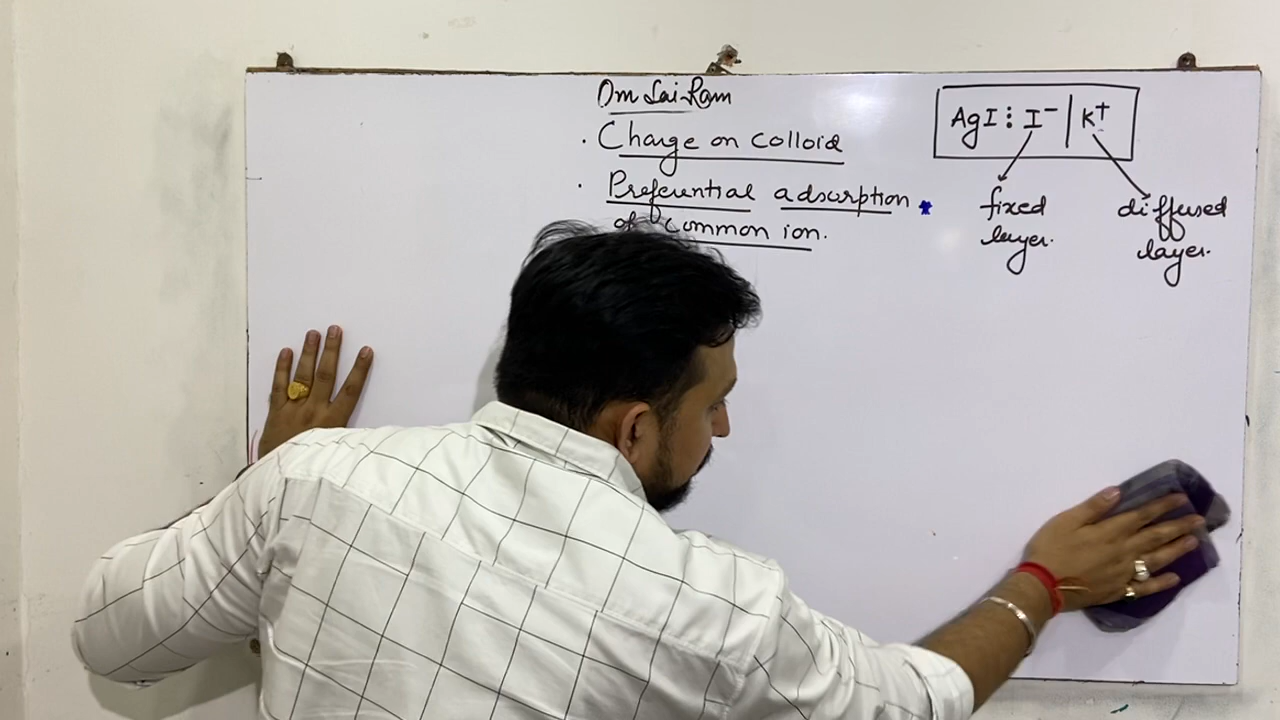 Om Sai Ram
· Charge on Colloid
· Preferential adsorption
of common ion.
AgI⋮I⁻|K⁺
fixed layer.
diffused layer.